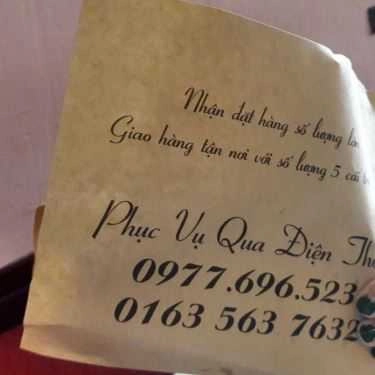 Nhận đặt hàng số lượng
Giao hàng tận nơi với số lượng 5 cái
Phục Vụ Qua Điện
0977.696.523
0163 563 7632